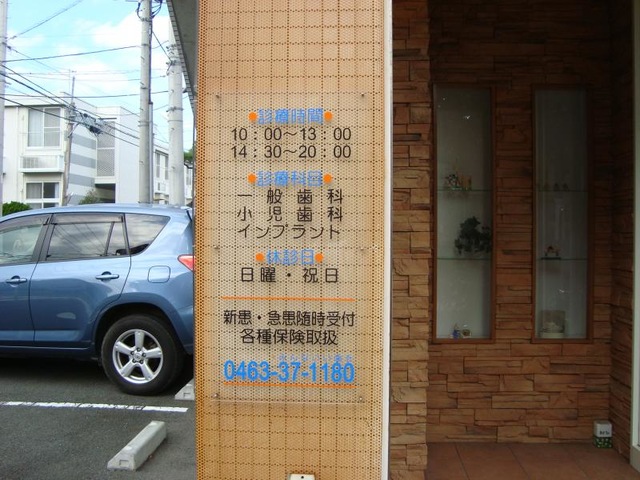 ●診療時間●
10：00〜13：00
14：30〜20：00
●診療科目●
一般歯科
小児歯科
インプラント
●休診日●
日曜・祝日
新患・急患随時受付
各種保険取扱
0463-37-1180